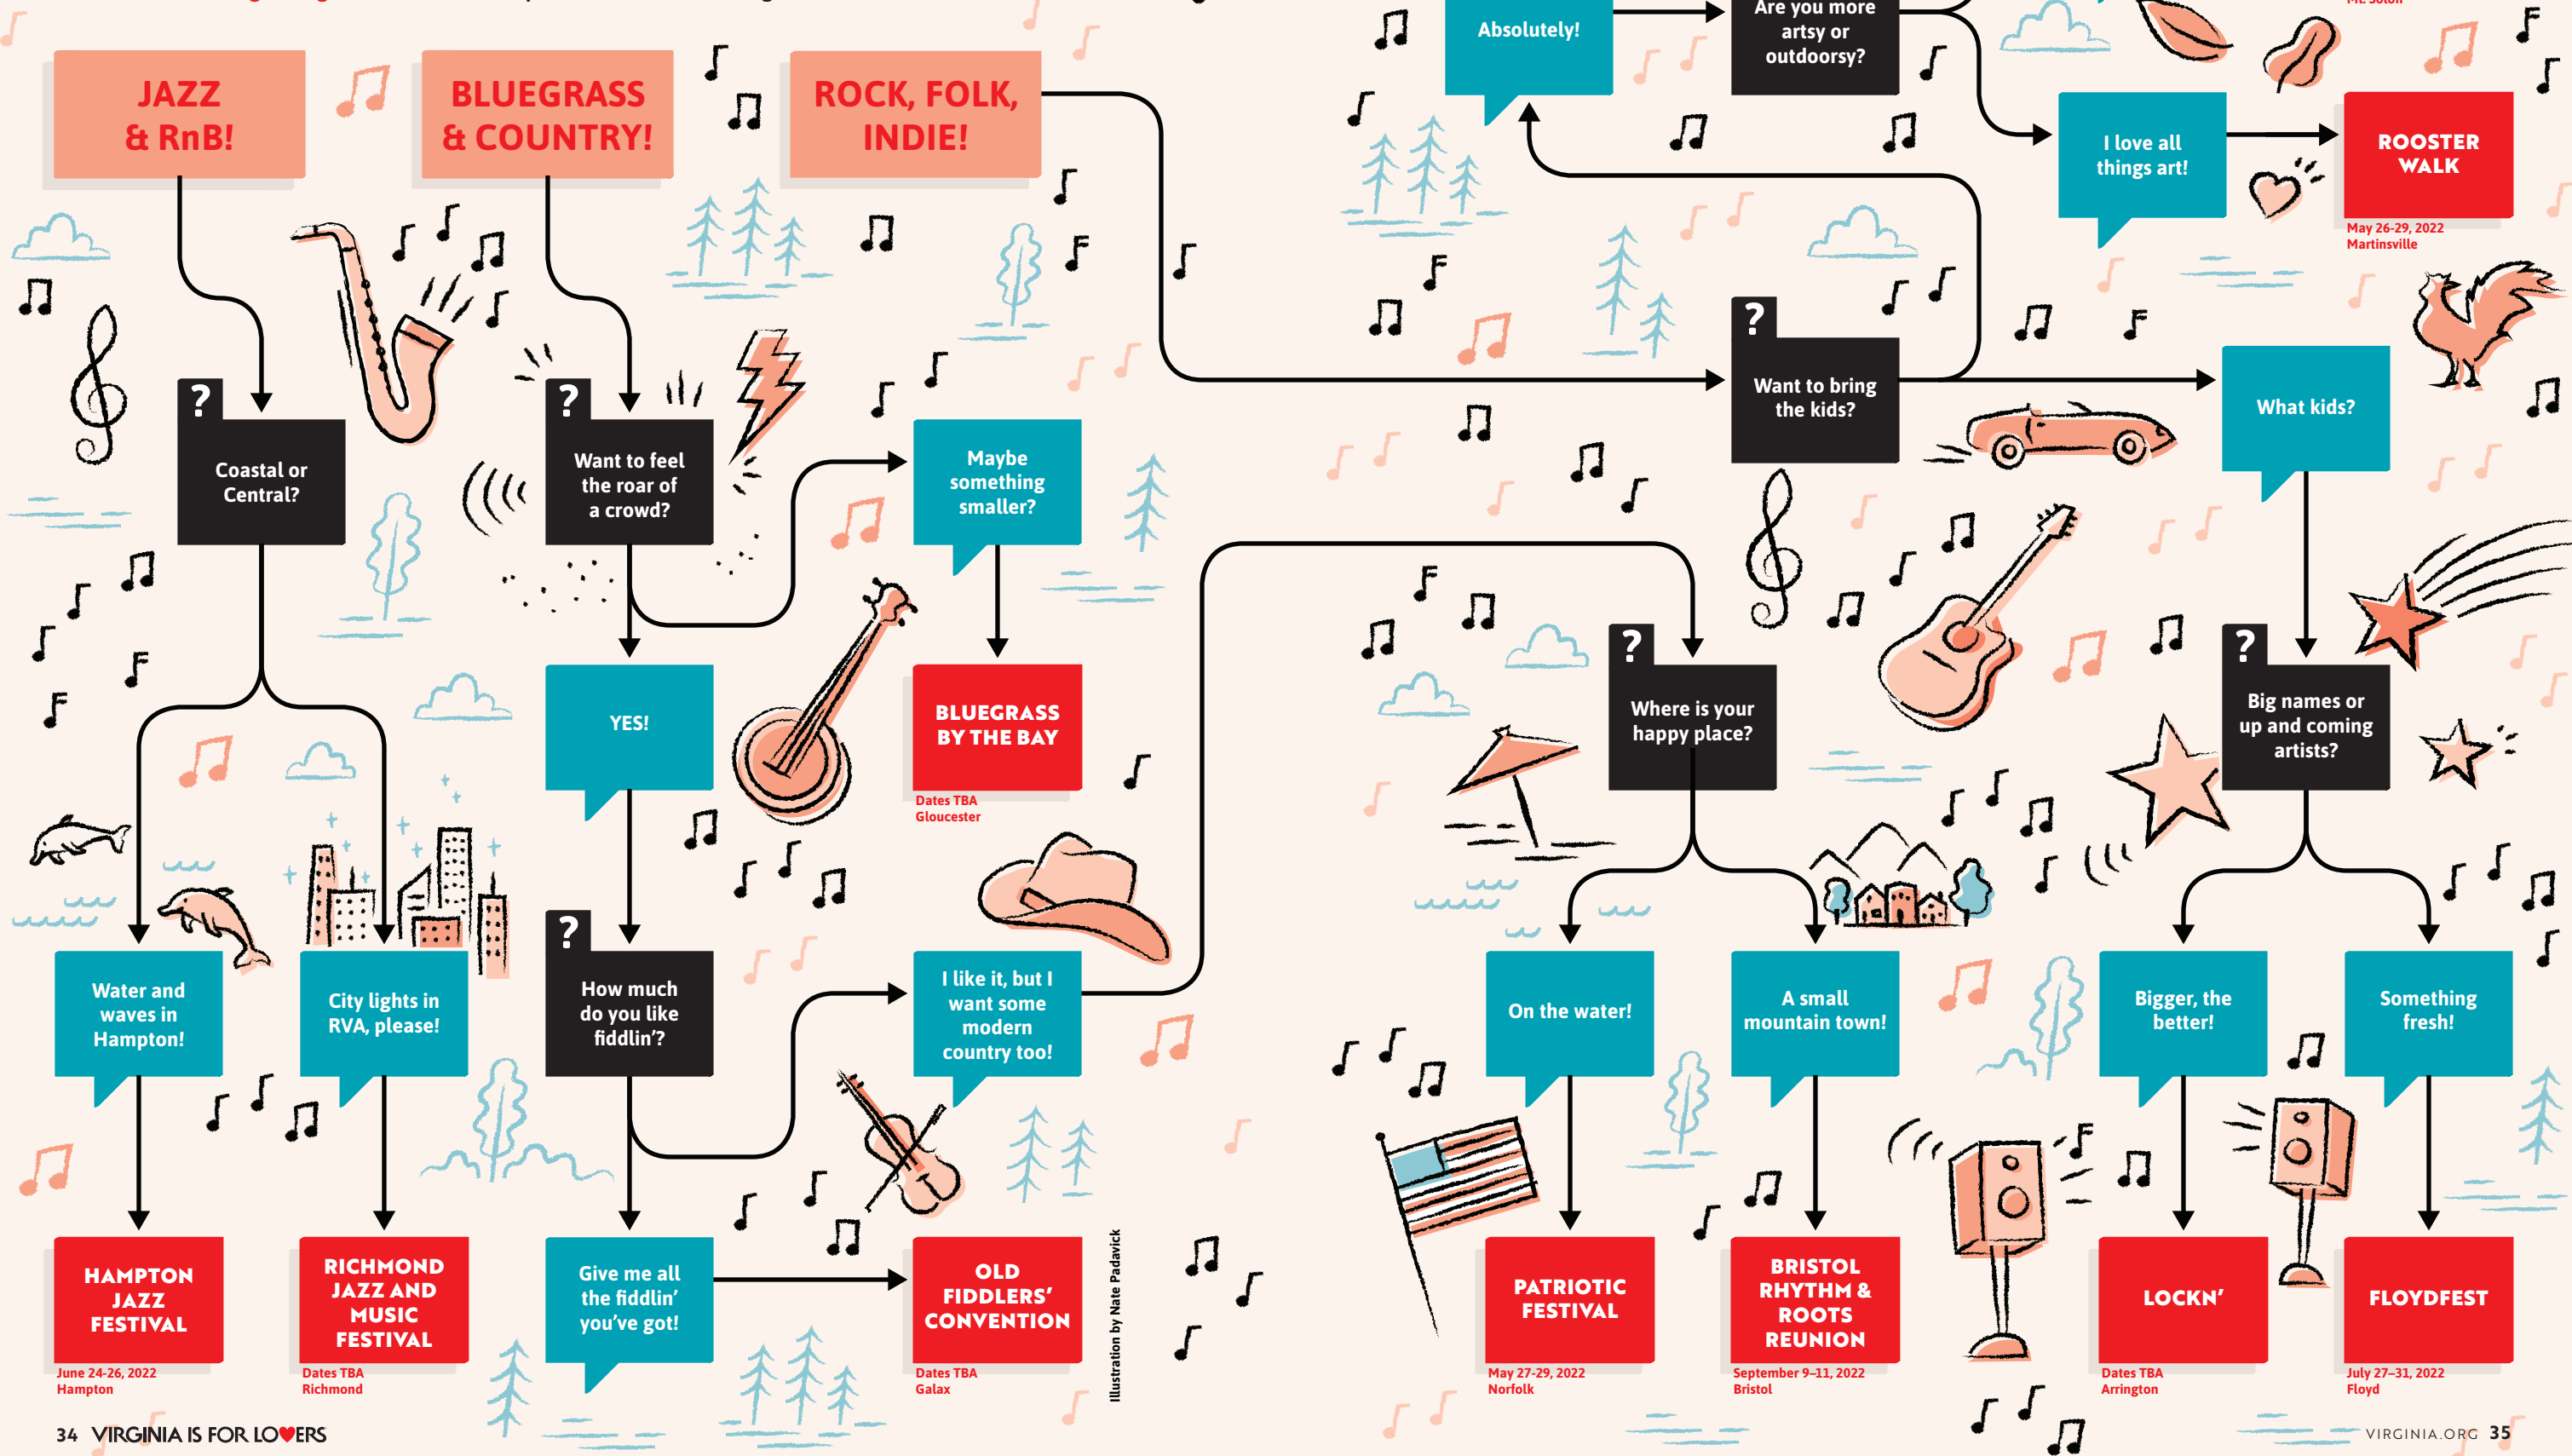 Absolutely!
Are you more
artsy or
outdoorsy?
JAZZ
& RnB!
BLUEGRASS
& COUNTRY!
ROCK, FOLK,
INDIE!
I love all
things art!
ROOSTER
WALK
May 26-29, 2022
Martinsville
?
Want to bring
the kids?
What kids?
?
Coastal or
Central?
?
Want to feel
the roar of
a crowd?
Maybe
something
smaller?
YES!
BLUEGRASS
BY THE BAY
Dates TBA
Gloucester
?
Where is your
happy place?
?
Big names or
up and coming
artists?
Water and
waves in
Hampton!
City lights in
RVA, please!
?
How much
do you like
fiddlin’?
I like it, but I
want some
modern
country too!
On the water!
A small
mountain town!
Bigger, the
better!
Something
fresh!
HAMPTON
JAZZ
FESTIVAL
June 24-26, 2022
Hampton
RICHMOND
JAZZ AND
MUSIC
FESTIVAL
Dates TBA
Richmond
Give me all
the fiddlin’
you’ve got!
OLD
FIDDLERS’
CONVENTION
Dates TBA
Galax
Illustration by Nate Padavick
PATRIOTIC
FESTIVAL
May 27-29, 2022
Norfolk
BRISTOL
RHYTHM &
ROOTS
REUNION
September 9–11, 2022
Bristol
LOCKN’
Dates TBA
Arrington
FLOYDFEST
July 27–31, 2022
Floyd
34 VIRGINIA IS FOR LOVERS
VIRGINIA.ORG 35